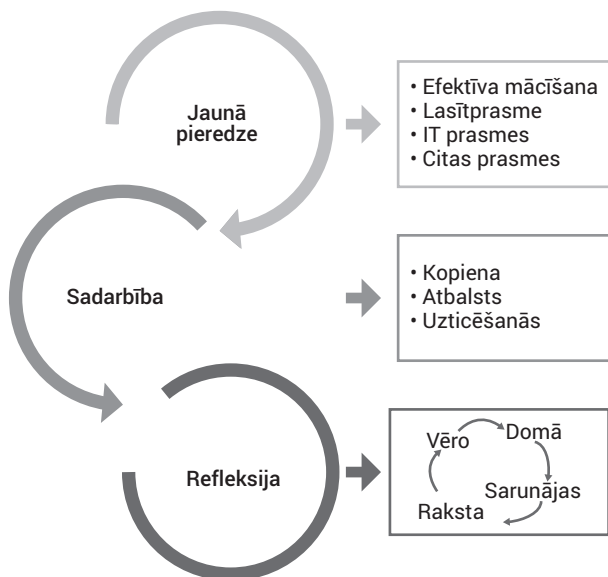 Jaunā
pieredze
• Efektīva mācīšana
• Lasītprasme
• IT prasmes
• Citas prasmes
Sadarbība
• Kopiena
• Atbalsts
• Uzticēšanās
Refleksija
Vēro
Domā
Sarunājas
Raksta